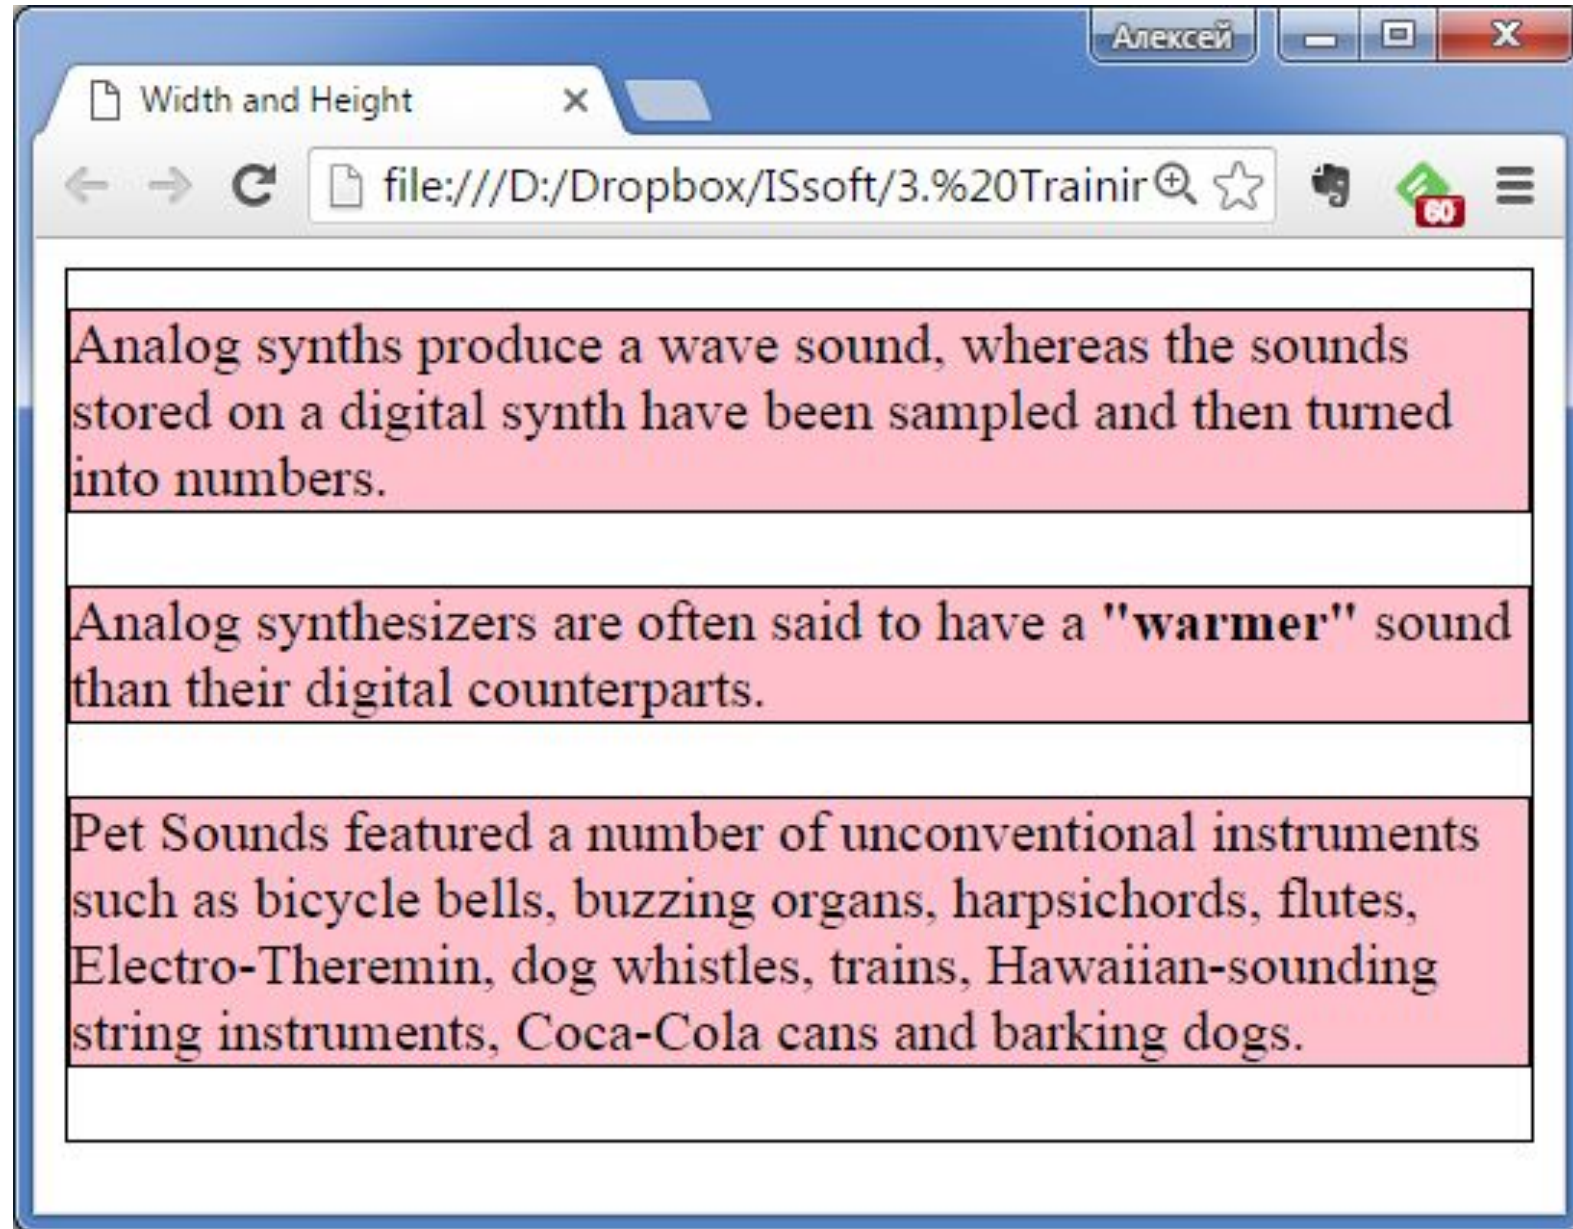 Алексей
Width and Height
file:///D:/Dropbox/ISsoft/3.%20Trainir
60
Analog synths produce a wave sound, whereas the sounds
stored on a digital synth have been sampled and then turned
into numbers.
Analog synthesizers are often said to have a "warmer" sound
than their digital counterparts.
Pet Sounds featured a number of unconventional instruments
such as bicycle bells, buzzing organs, harpsichords, flutes,
Electro-Theremin, dog whistles, trains, Hawaiian-sounding
string instruments, Coca-Cola cans and barking dogs.